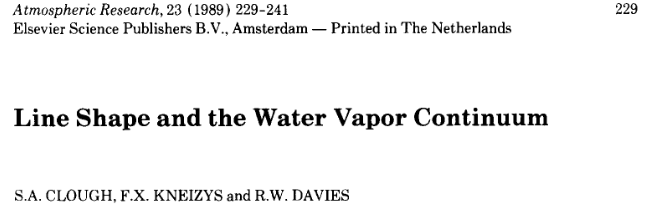 Atmospheric Research, 23 (1989) 229-241 229
Elsevier Science Publishers B.V., Amsterdam — Printed in The Netherlands
Line Shape and the Water Vapor Continuum
S.A. CLOUGH, F.X. KNEIZYS and R.W. DAVIES